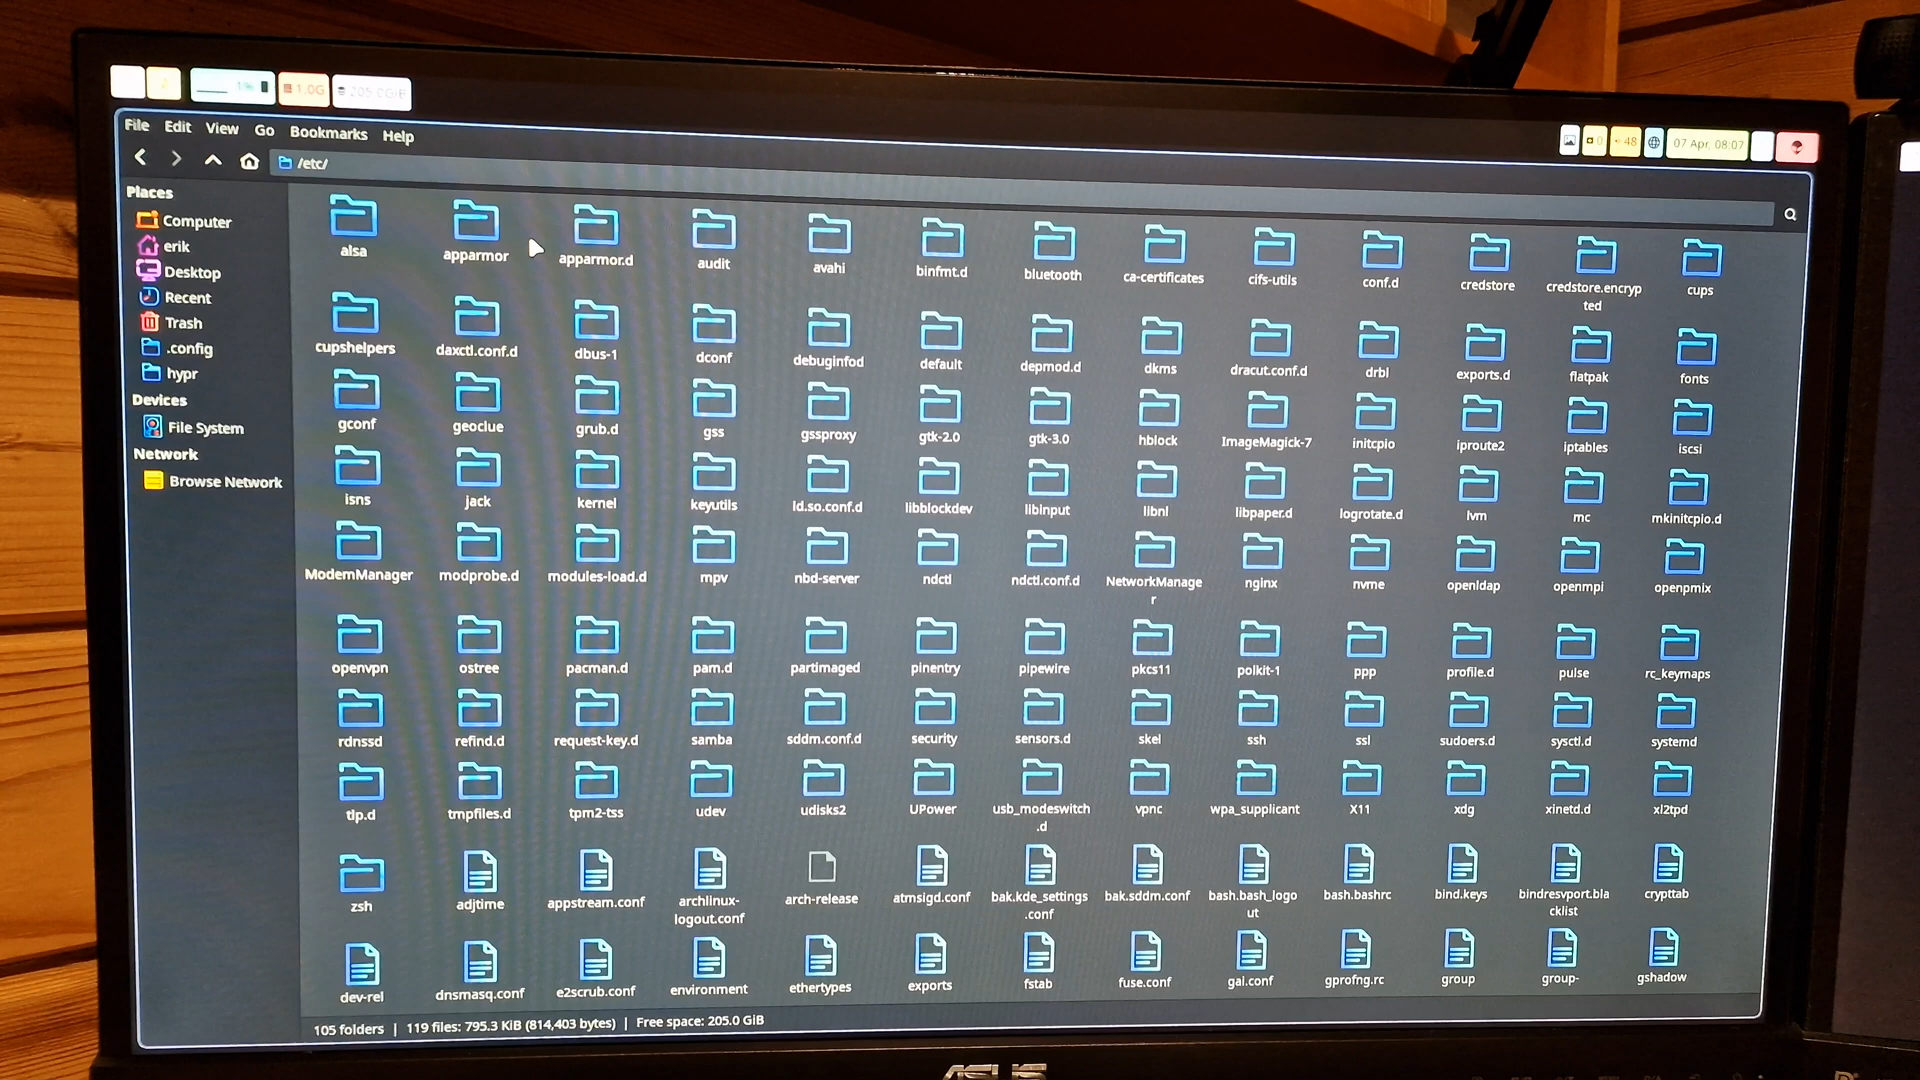 1%
1.0G
205.0GiB
File Edit View Go Bookmarks Help
0
48
07 Apr, 08:07
/etc/
Places
Computer
erik
Desktop
Recent
Trash
.config
hypr
Devices
File System
Network
Browse Network
alsa
apparmor
apparmor.d
audit
avahi
binfmt.d
bluetooth
ca-certificates
cifs-utils
conf.d
credstore
credstore.encryp
ted
cups
cupshelpers
daxctl.conf.d
dbus-1
dconf
debuginfod
default
depmod.d
dkms
dracut.conf.d
drbl
exports.d
flatpak
fonts
gconf
geoclue
grub.d
gss
gssproxy
gtk-2.0
gtk-3.0
hblock
ImageMagick-7
initcpio
iproute2
iptables
iscsi
isns
jack
kernel
keyutils
ld.so.conf.d
libblockdev
libinput
libnl
libpaper.d
logrotate.d
lvm
mc
mkinitcpio.d
ModemManager
modprobe.d
modules-load.d
mpv
nbd-server
ndctl
ndctl.conf.d
NetworkManage
r
nginx
nvme
openldap
openmpi
openpmix
openvpn
ostree
pacman.d
pam.d
partimaged
pinentry
pipewire
pkcs11
polkit-1
ppp
profile.d
pulse
rc_keymaps
rdnssd
refind.d
request-key.d
samba
sddm.conf.d
security
sensors.d
skel
ssh
ssl
sudoers.d
sysctl.d
systemd
tlp.d
tmpfiles.d
tpm2-tss
udev
udisks2
UPower
usb_modeswitch
.d
vpnc
wpa_supplicant
X11
xdg
xinetd.d
xl2tpd
zsh
adjtime
appstream.conf
archlinux-
logout.conf
arch-release
atmsigd.conf
bak.kde_settings
.conf
bak.sddm.conf
bash.bash_logo
ut
bash.bashrc
bind.keys
bindresvport.bla
cklist
crypttab
dev-rel
dnsmasq.conf
e2scrub.conf
environment
ethertypes
exports
fstab
fuse.conf
gai.conf
gprofng.rc
group
group-
gshadow
105 folders | 119 files: 795.3 KiB (814,403 bytes) | Free space: 205.0 GiB
ASUS